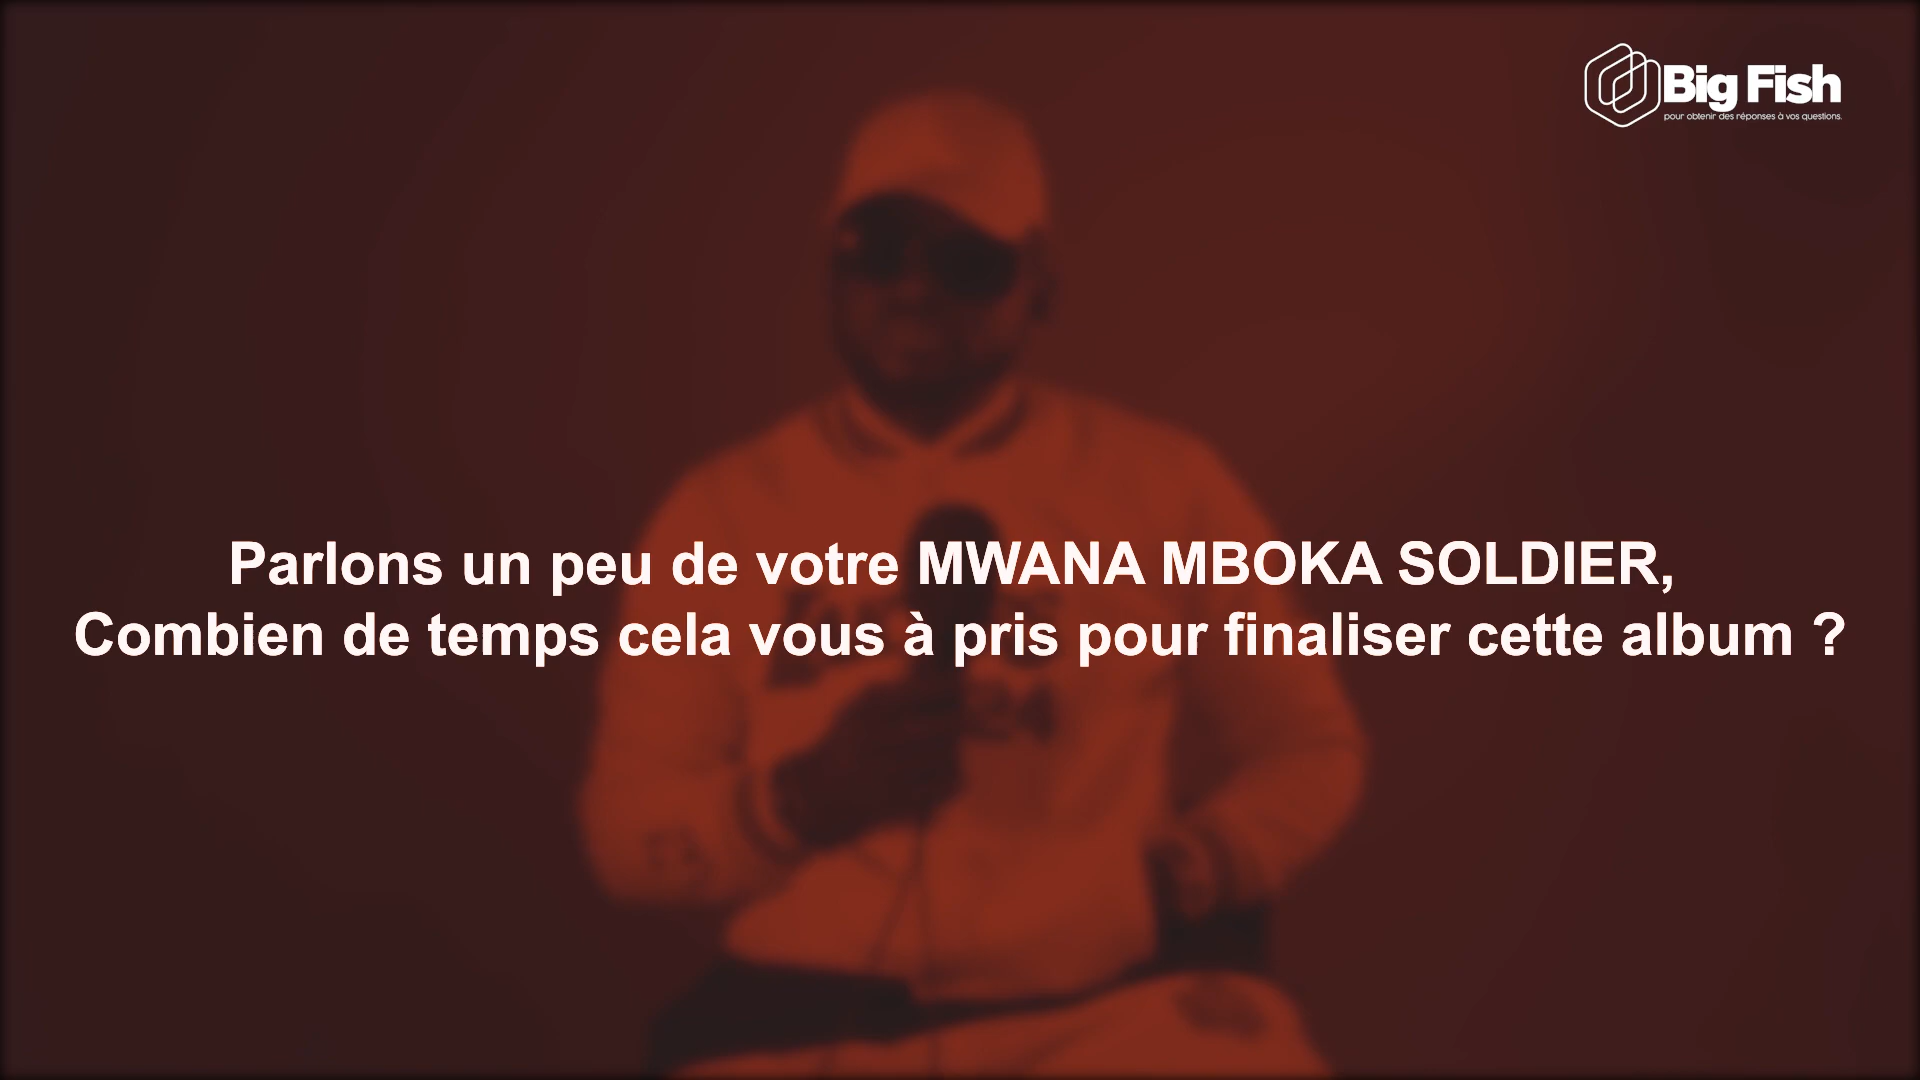 Big Fish
pour obtenir des réponses à vos questions.
Parlons un peu de votre MWANA MBOKA SOLDIER,
Combien de temps cela vous à pris pour finaliser cette album ?
24